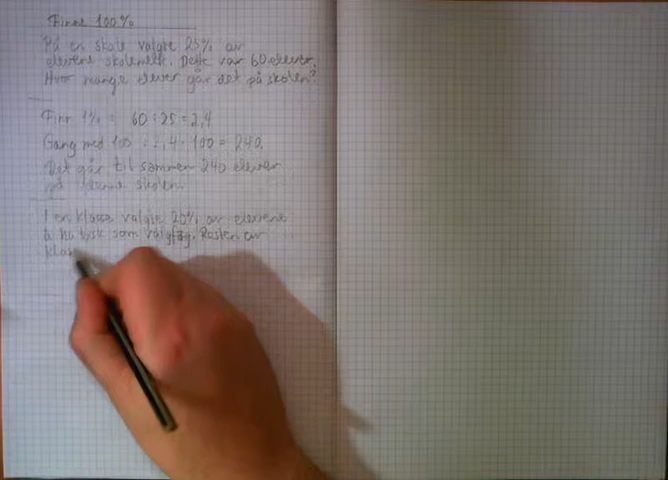 Finne 100%
På en skole valgte 25% av
elevene skolemelk. Dette var 60 elever.
Hvor mange elever går det på skolen?
Finn 1% = 60 : 25 = 2,4
Gang med 100 : 2,4 · 100 = 240.
Det går til sammen 240 elever
på denne skolen.
I en klasse valgte 20% av elevene
å ha tysk som valgfag. Resten av
klas